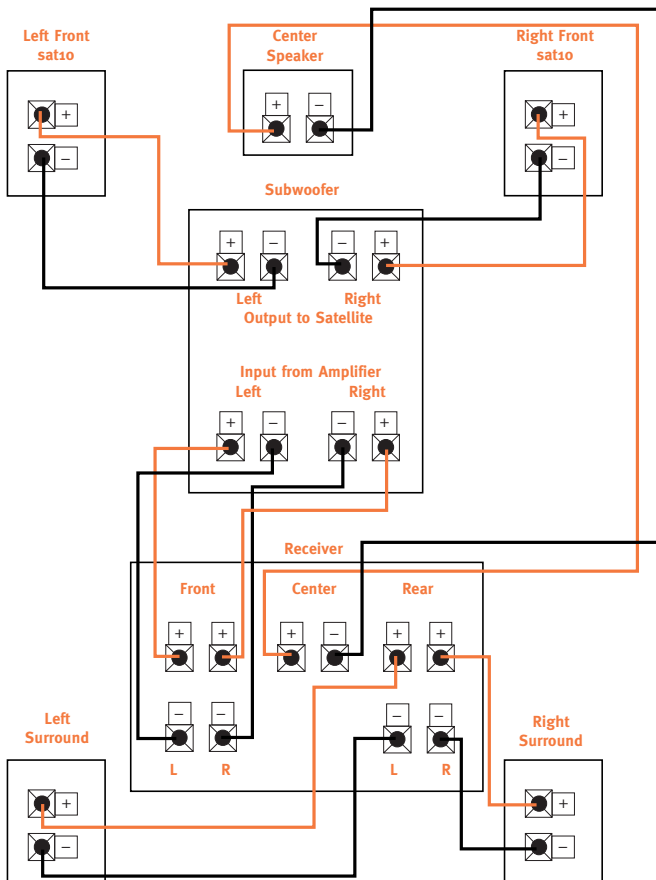 Left Front
sat10
Center
Speaker
Right Front
sat10
+
−
+ −
+
−
Subwoofer
+ − − +
Left Right
Output to Satellite
Input from Amplifier
Left Right
+ − − +
Receiver
Front Center Rear
+ + + − + +
− − − −
L R L R
Left
Surround
Right
Surround
+
−
+
−